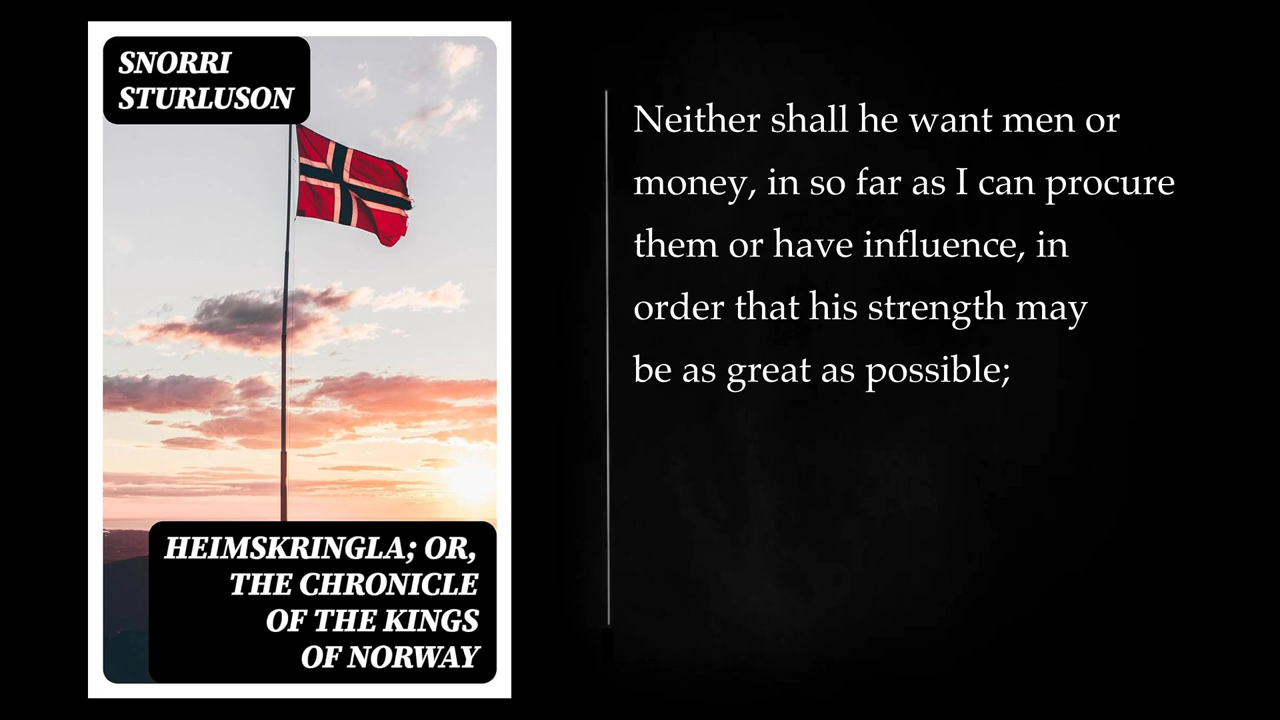 SNORRI
STURLUSON
HEIMSKRINGLA; OR,
THE CHRONICLE
OF THE KINGS
OF NORWAY
Neither shall he want men or
money, in so far as I can procure
them or have influence, in
order that his strength may
be as great as possible;